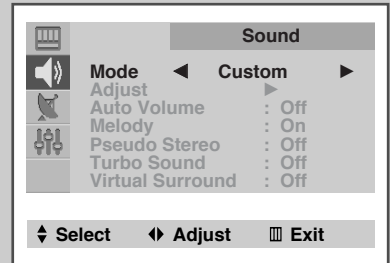 Sound
Mode ◀ Custom ▶
Adjust ▶
Auto Volume : Off
Melody : On
Pseudo Stereo : Off
Turbo Sound : Off
Virtual Surround : Off
Select Adjust Exit